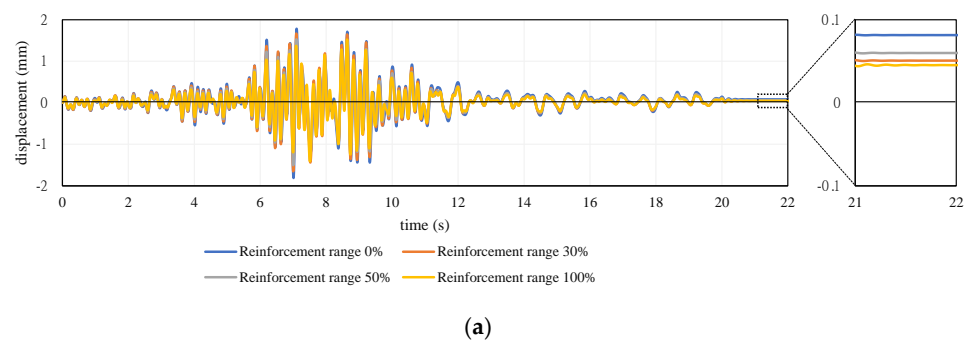 displacement (mm)
2
1
0
-1
-2
0 2 4 6 8 10 12 14 16 18 20 22
time (s)
0.1
0
-0.1
21 22
Reinforcement range 0% Reinforcement range 30%
Reinforcement range 50% Reinforcement range 100%
(a)